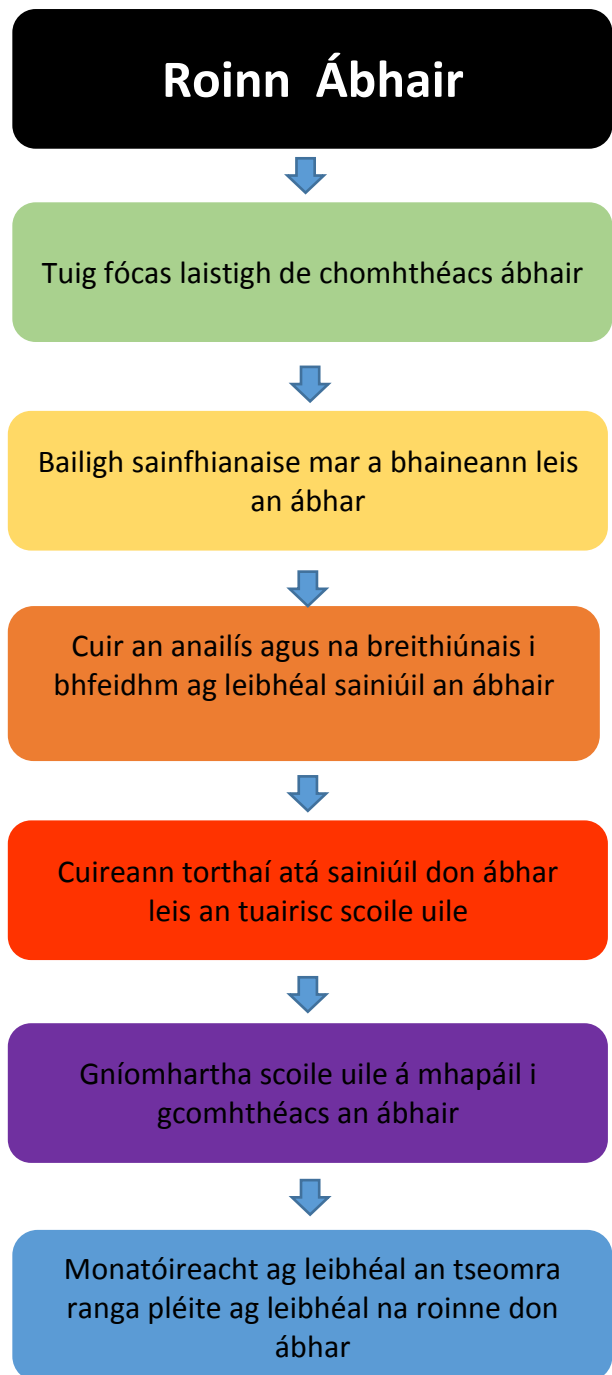 Roinn Ábhair
Tuig fócas laistigh de chomhthéacs ábhair
Bailigh sainfhianaise mar a bhaineann leis
an ábhar
Cuir an anailís agus na breithiúnais i
bhfeidhm ag leibhéal sainiúil an ábhair
Cuireann torthaí atá sainiúil don ábhar
leis an tuairisc scoile uile
Gníomhartha scoile uile á mhapáil i
gcomhthéacs an ábhair
Monatóireacht ag leibhéal an tseomra
ranga pléite ag leibhéal na roinne don
ábhar